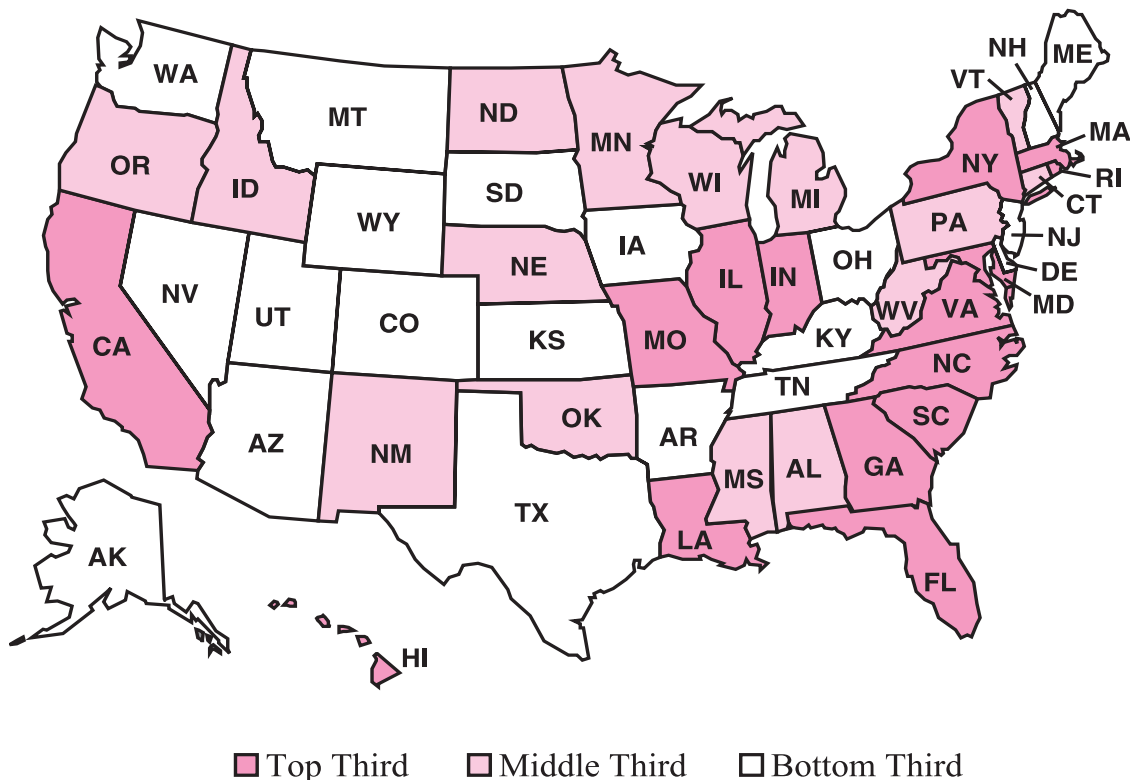 NH
ME
WA
VT
MT
ND
MN
MA
OR
NY
ID
WI
SD
MI
RI
WY
CT
PA
NJ
IA
NE
OH
DE
IL
IN
NV
MD
WV
VA
UT
CO
KS
KY
CA
MO
NC
TN
OK
SC
AZ
AR
NM
GA
MS
AL
TX
LA
AK
FL
HI
Top Third Middle Third Bottom Third